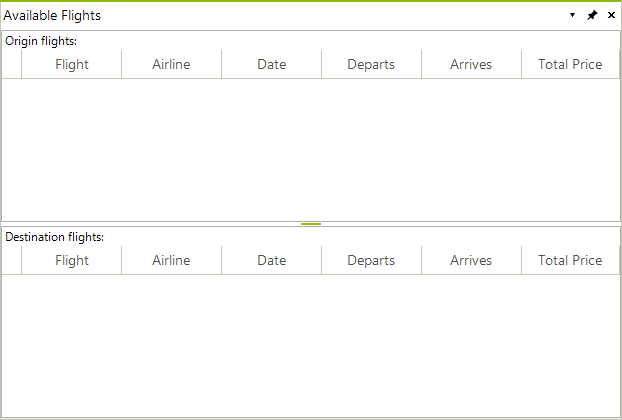 Available Flights
Origin flights:
Flight Airline Date Departs Arrives Total Price
Destination flights:
Flight Airline Date Departs Arrives Total Price